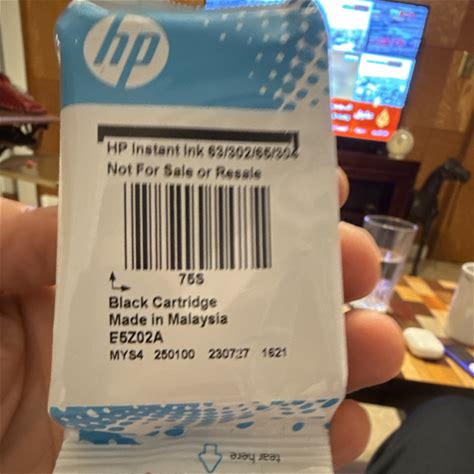 hp
HP Instant Ink 63/302/65/304
Not For Sale or Resale
75S
Black Cartridge
Made in Malaysia
E5Z02A
MYS4 250100 230727 1621
tear here